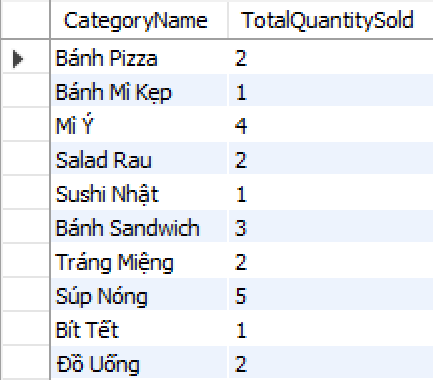 CategoryName TotalQuantitySold
Bánh Pizza 2
Bánh Mì Kẹp 1
Mì Ý 4
Salad Rau 2
Sushi Nhật 1
Bánh Sandwich 3
Tráng Miệng 2
Súp Nóng 5
Bít Tết 1
Đồ Uống 2